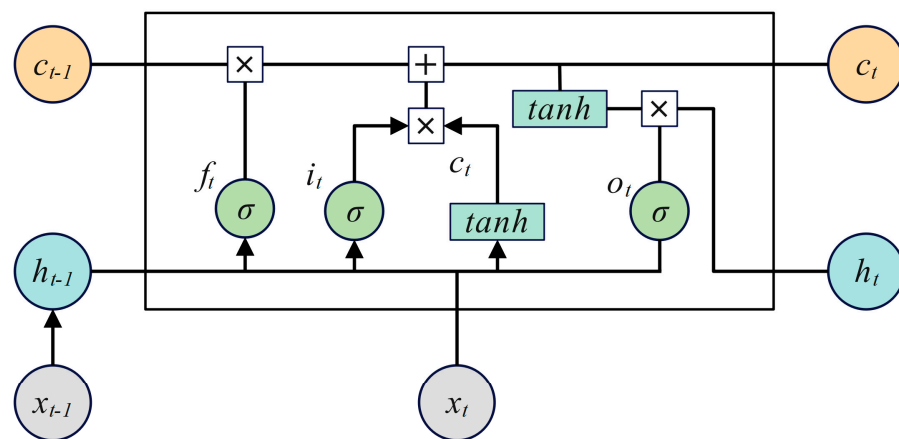 c_{t-1} × + c_t
tanh ×
×
f_t i_t c_t o_t
σ σ tanh σ
h_{t-1} h_t
x_{t-1} x_t